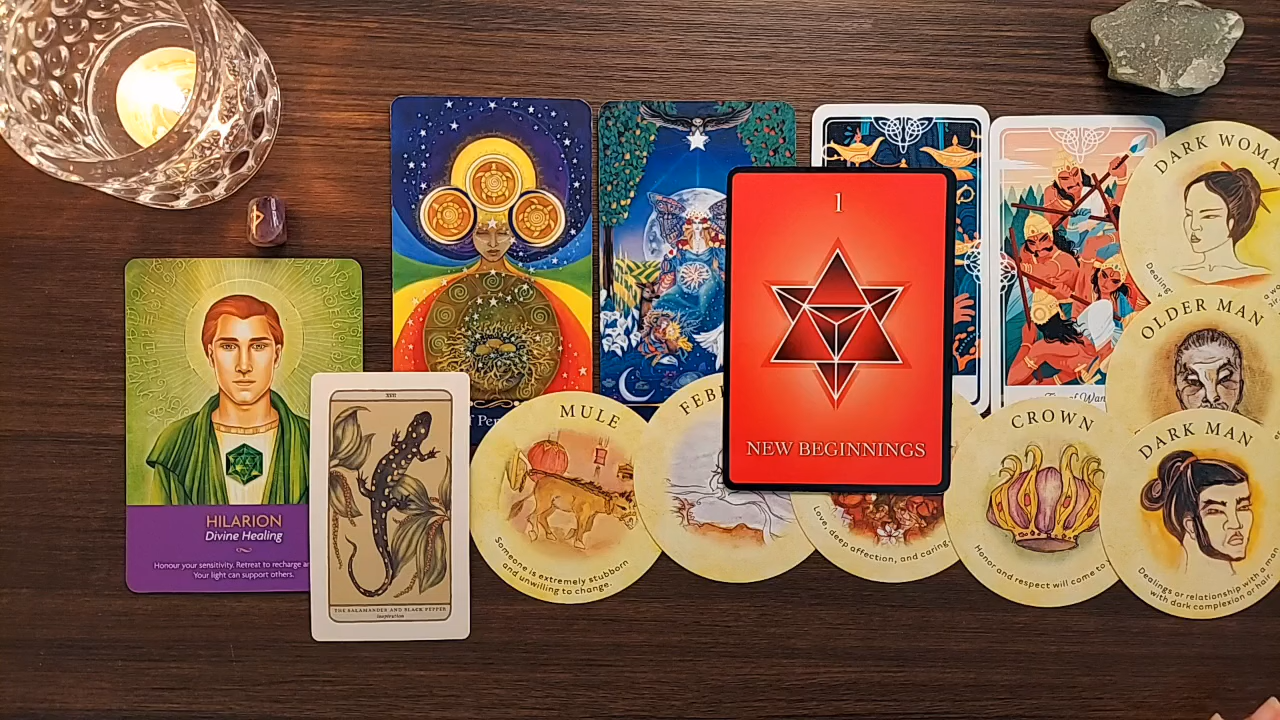 HILARION
Divine Healing
Honour your sensitivity. Retreat to recharge
Your light can support others.
XVII
THE SALAMANDER AND BLACK PEPPER
inspiration
MULE
Someone is extremely stubborn
and unwilling to change.
1
NEW BEGINNINGS
Love, deep affection, and caring.
CROWN
Honor and respect will come to
DARK
Dealing
OLDER MAN
DARK MAN
Dealings or relationship with a man
with dark complexion or hair.